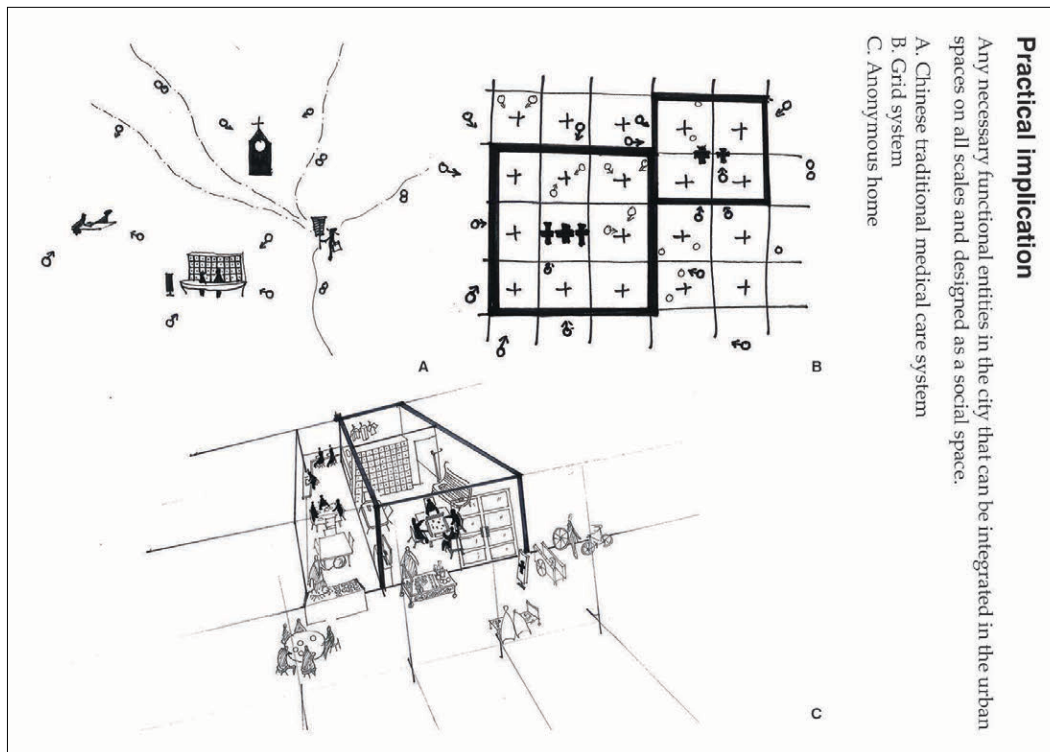 Practical implication
Any necessary functional entities in the city that can be integrated in the urban
spaces on all scales and designed as a social space.
A. Chinese traditional medical care system
B. Grid system
C. Anonymous home
A
B
C